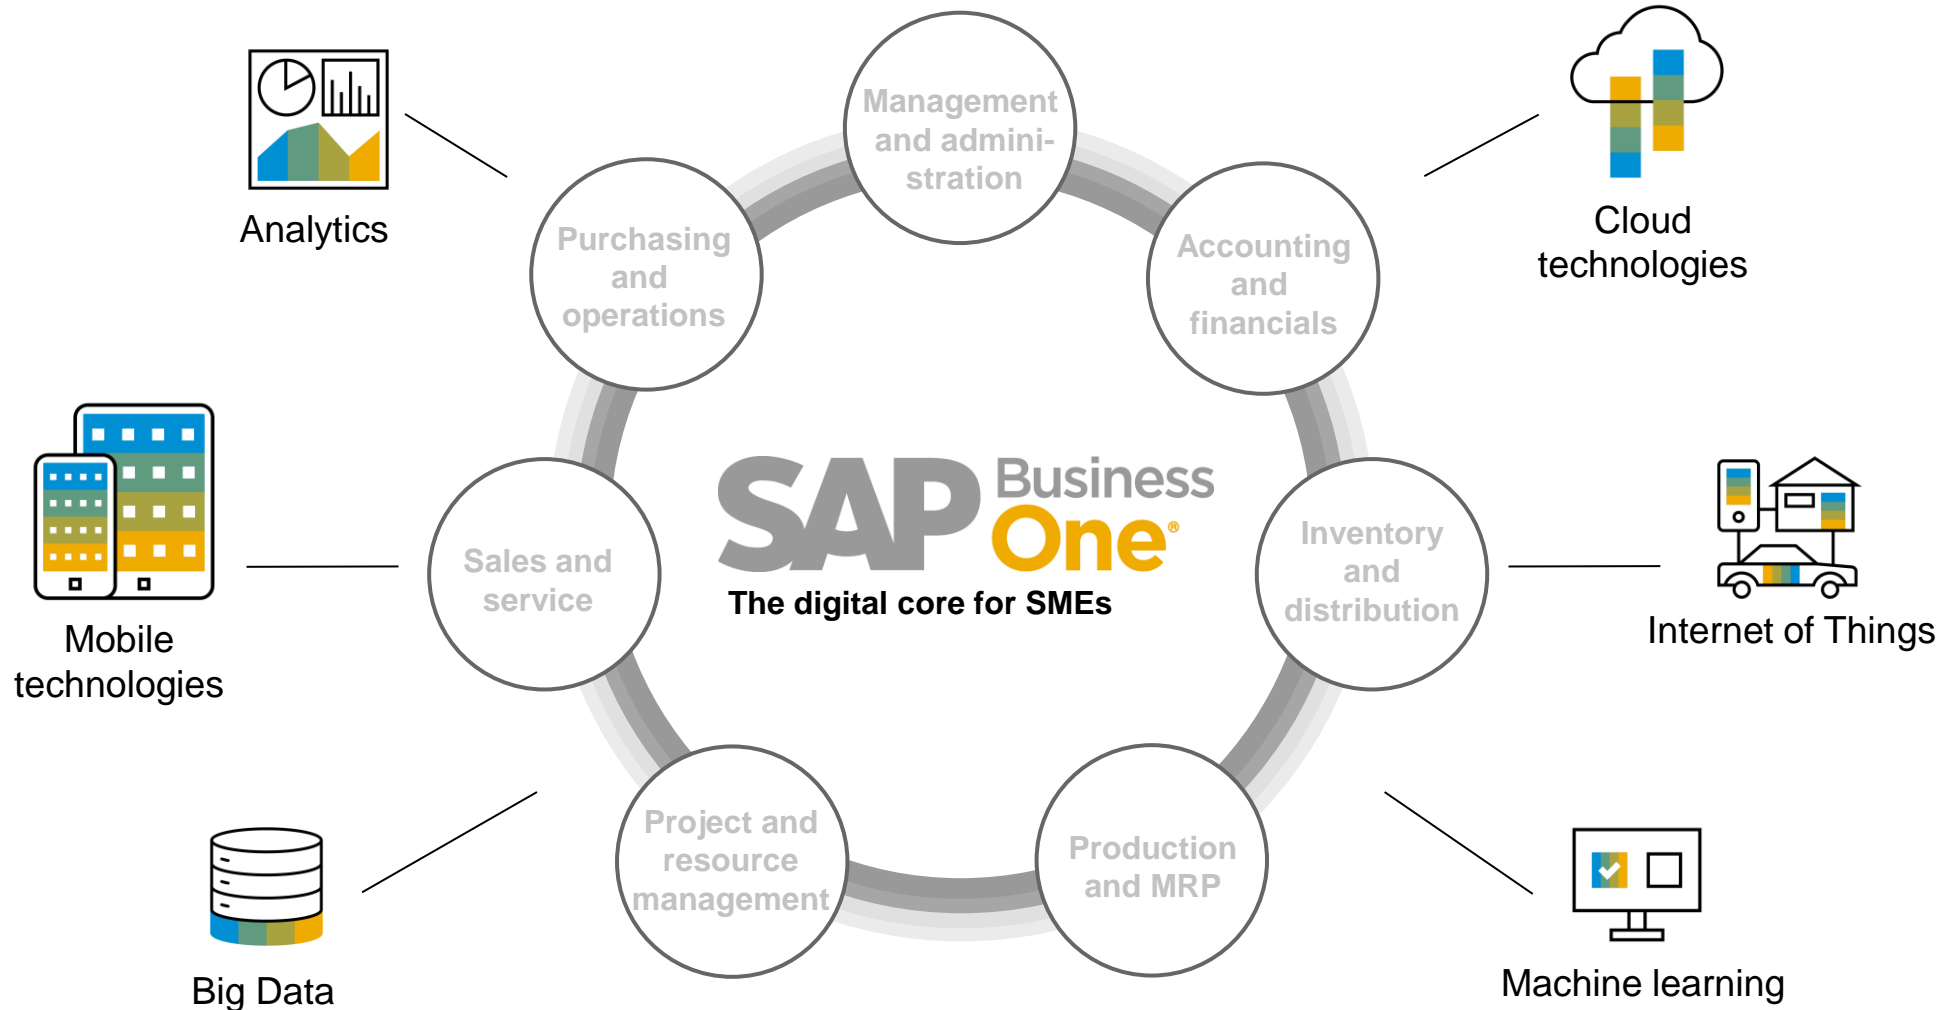 Management
and admini-
stration
Analytics
Purchasing
and
operations
Accounting
and
financials
Cloud
technologies
SAP Business
One®
The digital core for SMEs
Sales and
service
Inventory
and
distribution
Mobile
technologies
Internet of Things
Project and
resource
management
Production
and MRP
Big Data
Machine learning